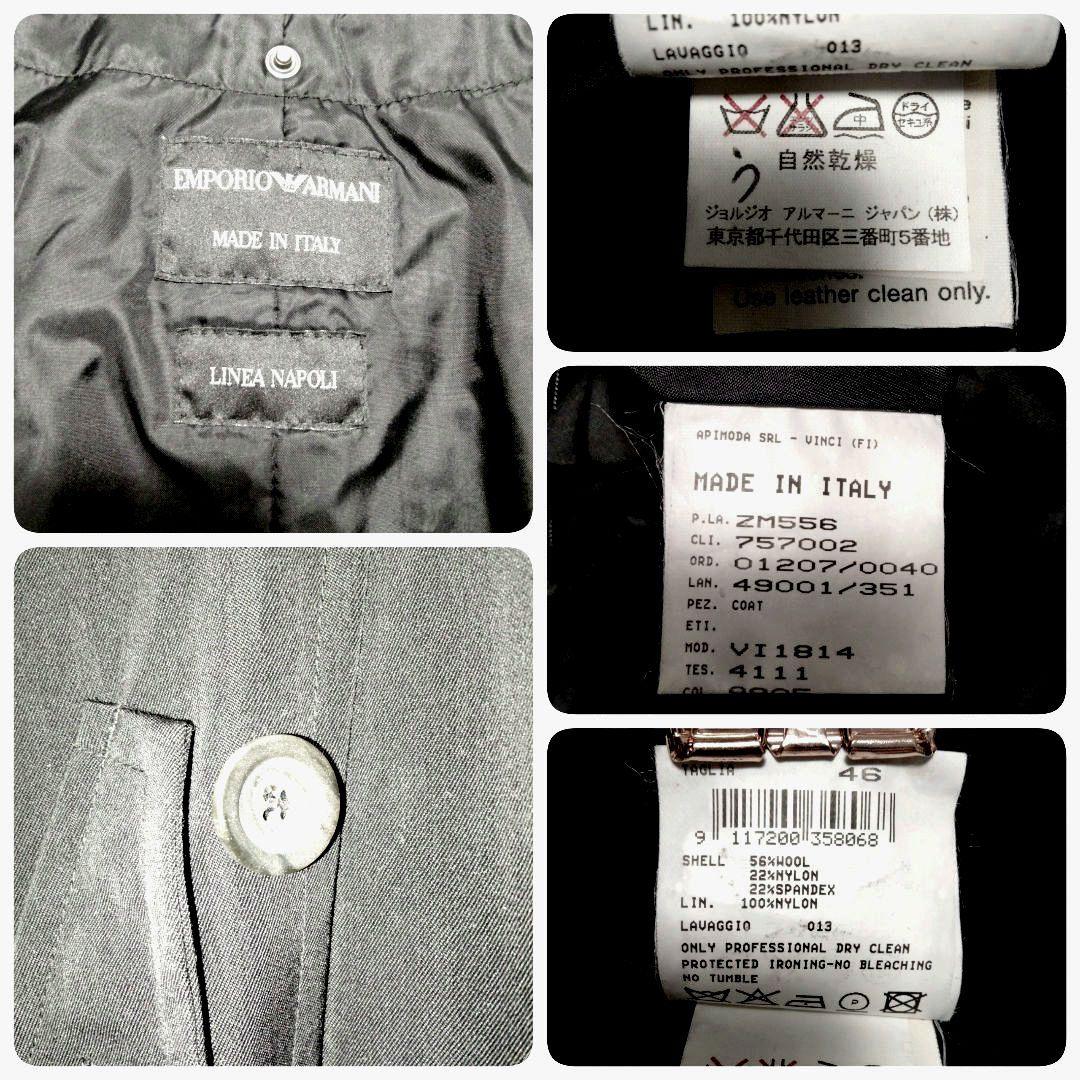 EMPORIO ARMANI
MADE IN ITALY
LINEA NAPOLI
LIN. 100%NYLON
LAVAGGIO 013
ONLY PROFESSIONAL DRY CLEAN
中
ドライ
セキユ系
自然乾燥
ジョルジオ アルマーニ ジャパン(株)
東京都千代田区三番町5番地
Use leather clean only.
APIMODA SRL - VINCI (FI)
MADE IN ITALY
P.LA. ZM556
CLI. 757002
ORD. 01207/0040
LAN. 49001/351
PEZ. COAT
ETI.
MOD. VI1814
TES. 4111
COL.
TAGLIA 46
9 117200 358068
SHELL 56%WOOL
22%NYLON
22%SPANDEX
LIN. 100%NYLON
LAVAGGIO 013
ONLY PROFESSIONAL DRY CLEAN
PROTECTED IRONING-NO BLEACHING
NO TUMBLE